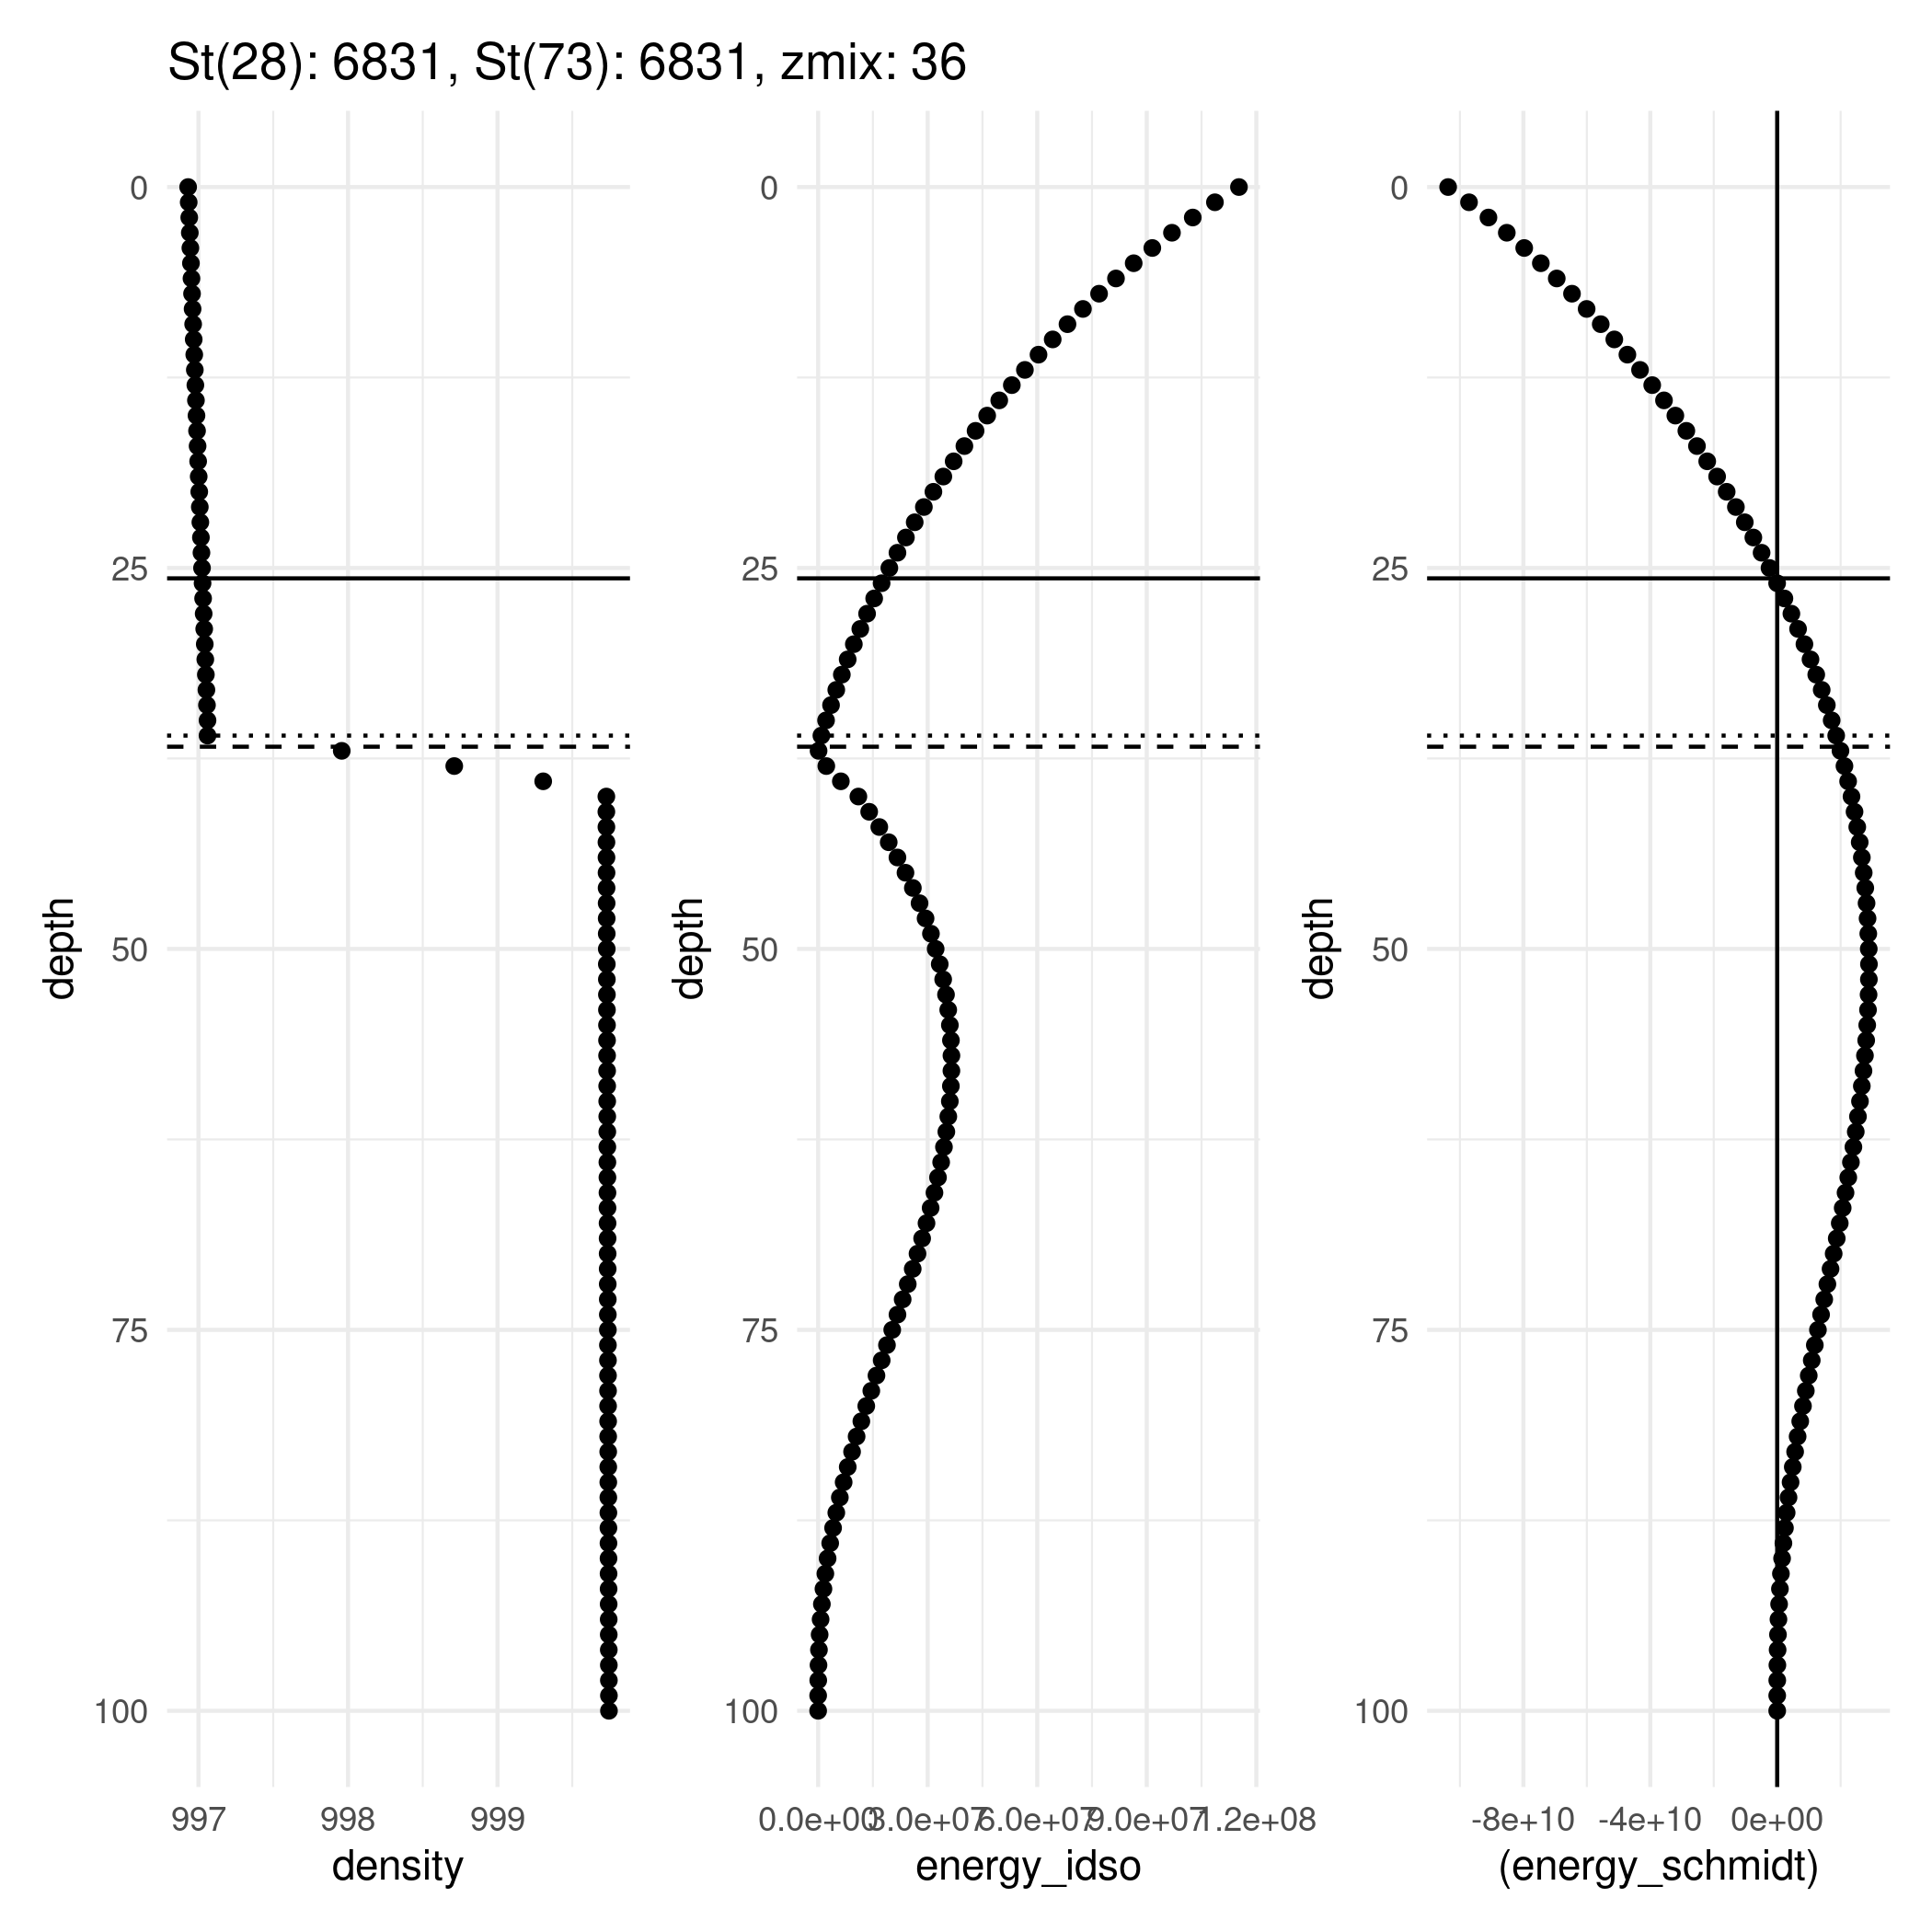 St(28): 6831, St(73): 6831, zmix: 36
0
25
50
75
100
depth
997
998
999
density
0
25
50
75
100
depth
0.0e+00
3.0e+07
6.0e+07
9.0e+07
1.2e+08
energy_idso
0
25
50
75
100
depth
-8e+10
-4e+10
0e+00
(energy_schmidt)